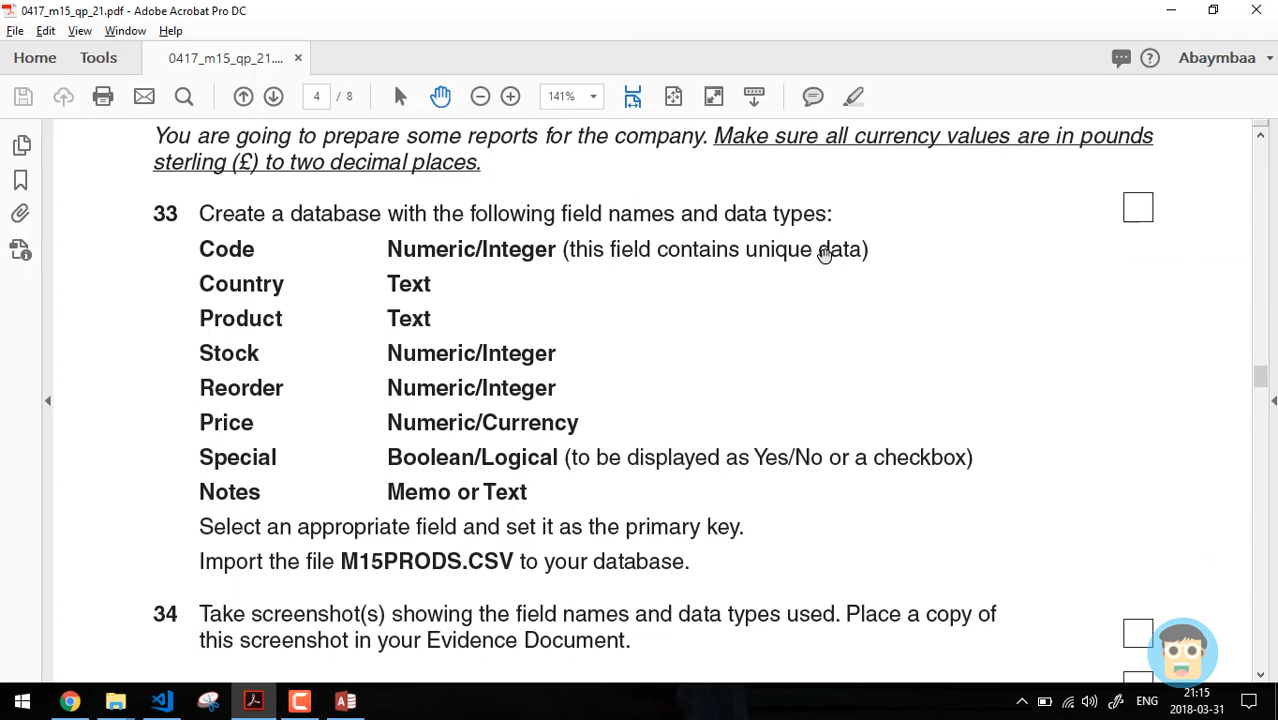 0417_m15_qp_21.pdf - Adobe Acrobat Pro DC
File Edit View Window Help
Home Tools 0417_m15_qp_21.... × Abaymbaa
4 / 8 141%
You are going to prepare some reports for the company. Make sure all currency values are in pounds
sterling (£) to two decimal places.
33 Create a database with the following field names and data types:
Code Numeric/Integer (this field contains unique data)
Country Text
Product Text
Stock Numeric/Integer
Reorder Numeric/Integer
Price Numeric/Currency
Special Boolean/Logical (to be displayed as Yes/No or a checkbox)
Notes Memo or Text
Select an appropriate field and set it as the primary key.
Import the file M15PRODS.CSV to your database.
34 Take screenshot(s) showing the field names and data types used. Place a copy of
this screenshot in your Evidence Document.
ENG 21:15
2018-03-31